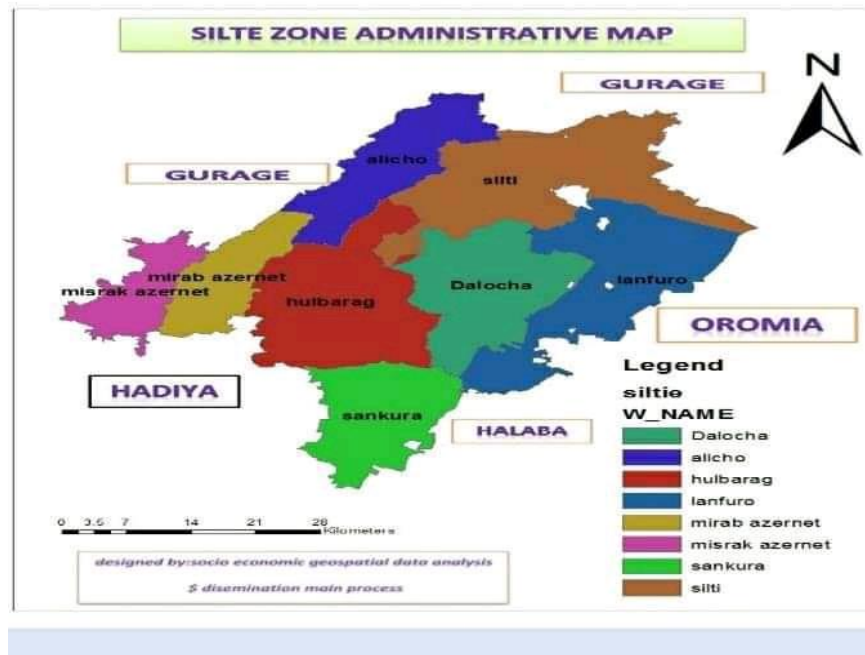 SILTE ZONE ADMINISTRATIVE MAP
N
GURAGE
alicho
GURAGE
silti
mirab azernet
misrak azernet
hulbarag
Dalocha
lanfuro
OROMIA
HADIYA
sankura
HALABA
Legend
siltie
W_NAME
Dalocha
alicho
hulbarag
lanfuro
mirab azernet
misrak azernet
sankura
silti
0 3.5 7 14 21 28
Kilometers
designed by:socio economic geospatial data analysis
$ disemination main process